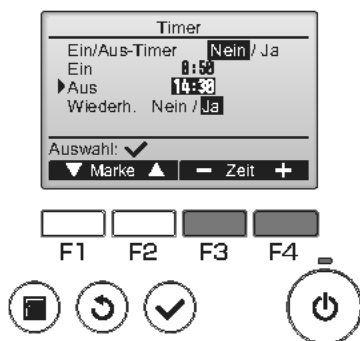 Timer
Ein/Aus-Timer Nein / Ja
Ein 8:50
Aus 14:30
Wiederh. Nein / Ja
Auswahl:
Marke Zeit
F1 F2 F3 F4